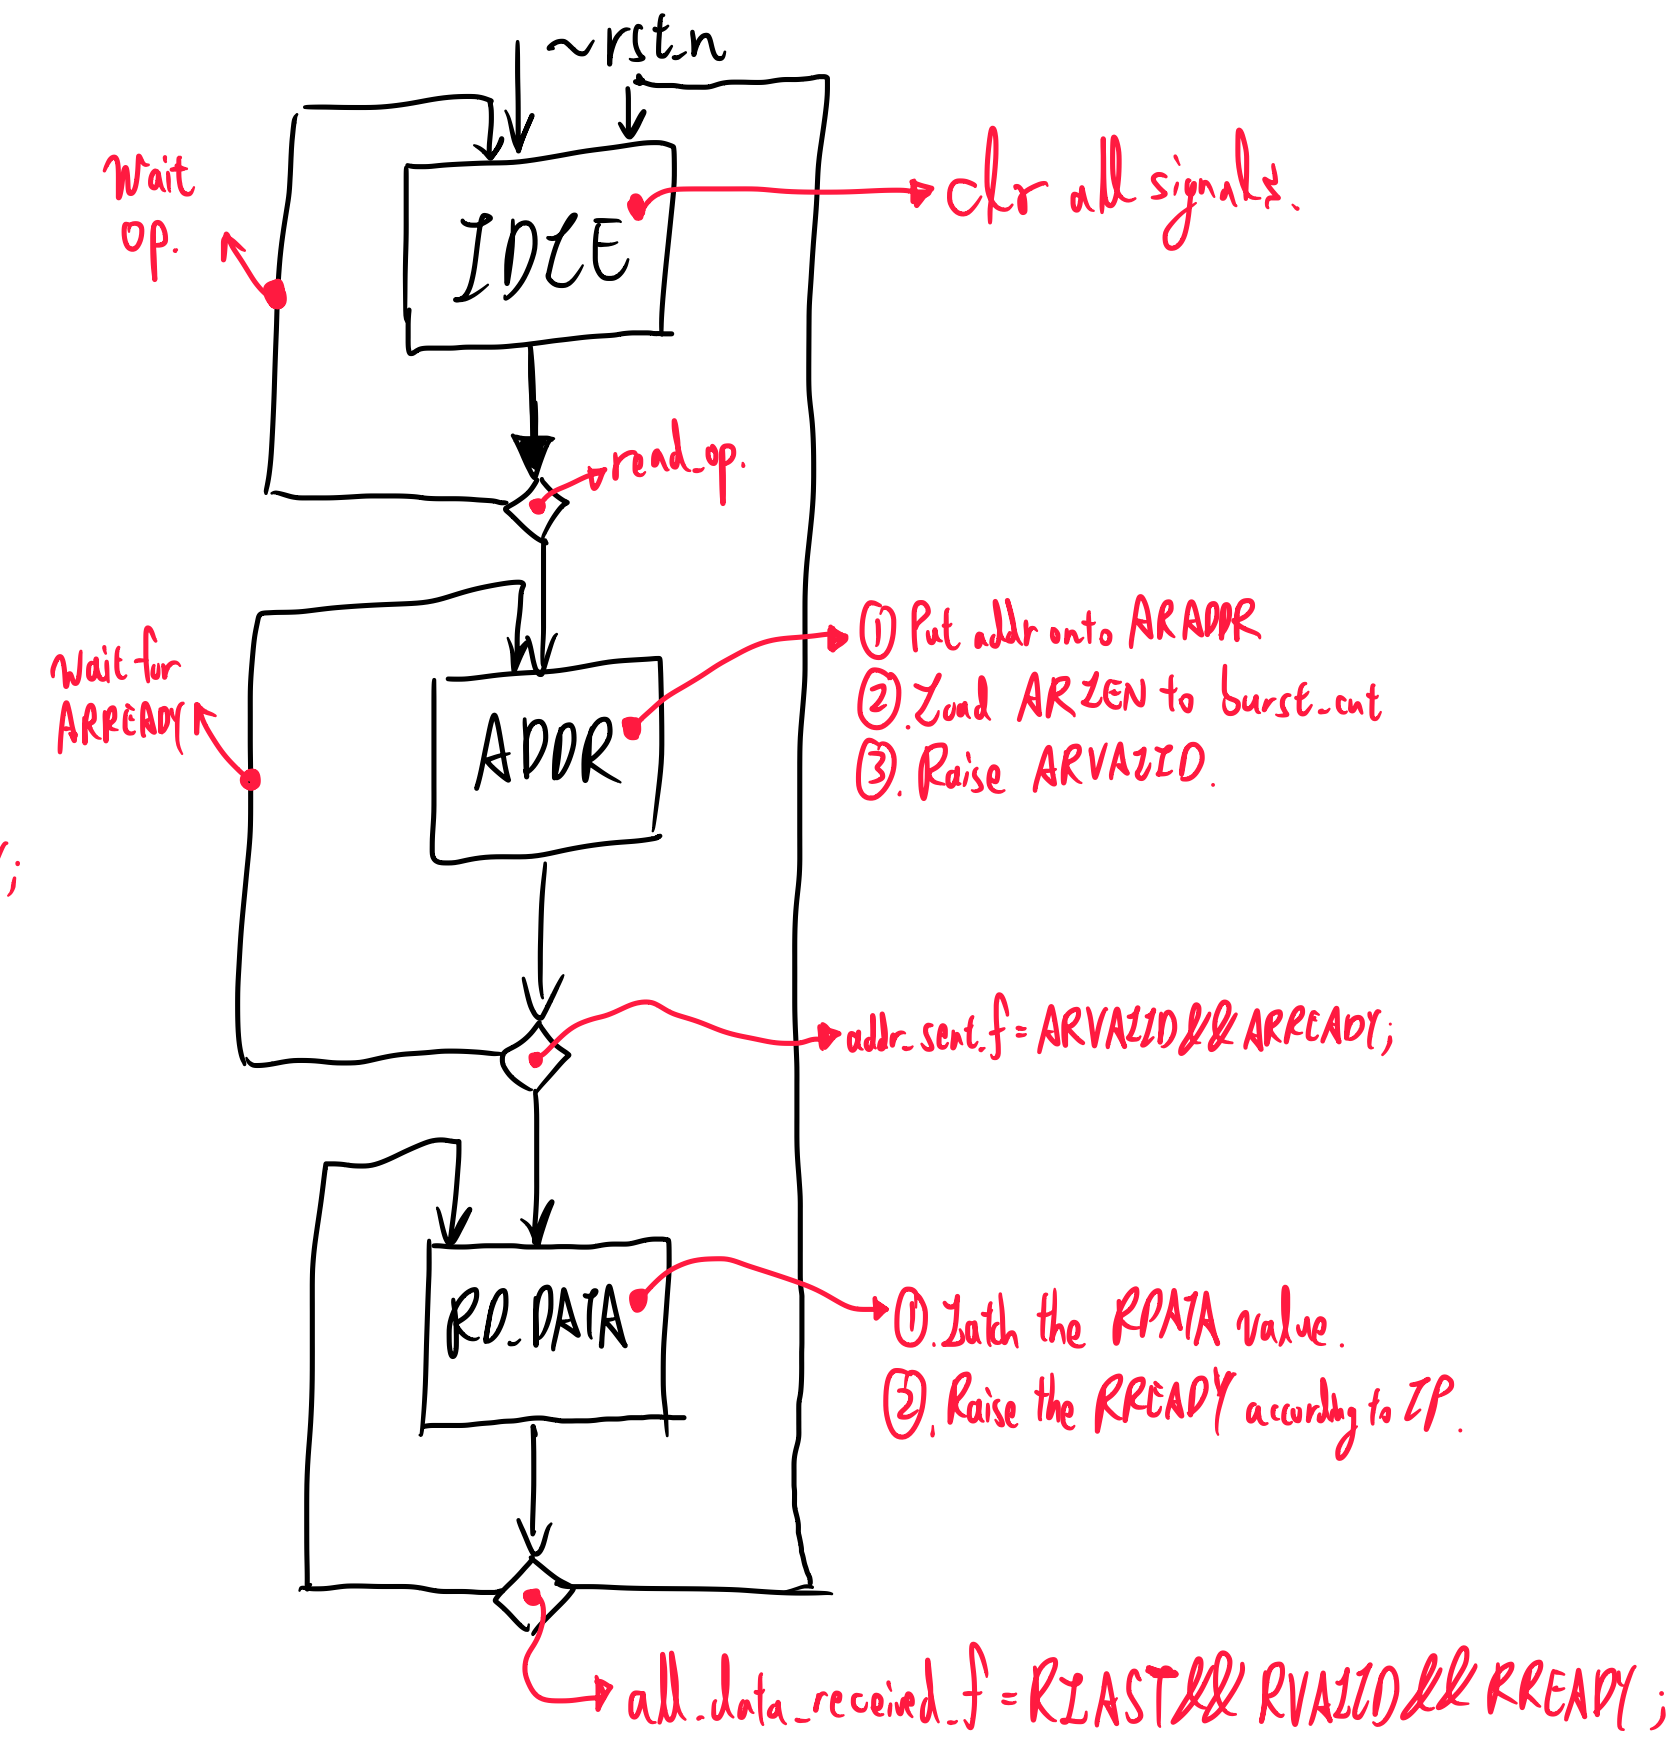 ~rst_n
Wait
op.
IDLE
clr all signals.
read_op.
Wait for
ARREADY
ADDR
① Put addr onto ARADDR
②. Load ARLEN to burst_cnt
③. Raise ARVALID.
;
addr_sent_f = ARVALID&&ARREADY;
RD_DATA
①. Latch the RDATA value.
②. Raise the RREADY according to IP.
all_data_received_f = RLAST&& RVALID&& RREADY ;